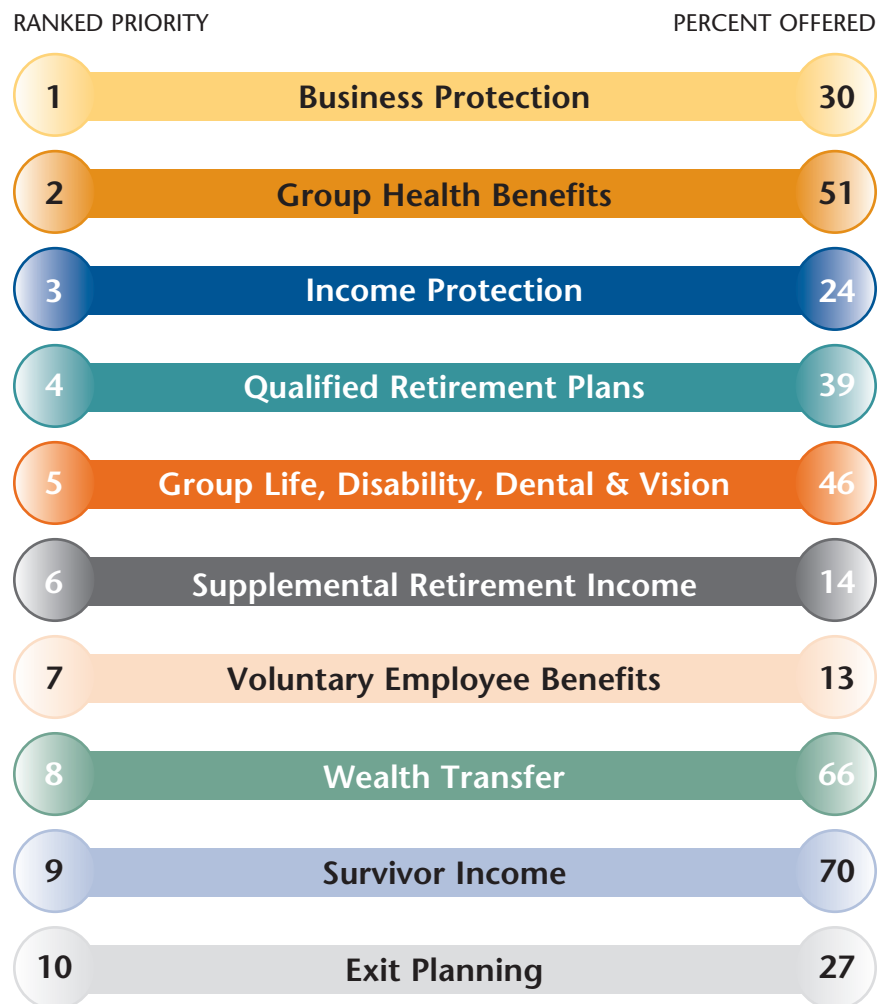 RANKED PRIORITY PERCENT OFFERED
1 Business Protection 30
2 Group Health Benefits 51
3 Income Protection 24
4 Qualified Retirement Plans 39
5 Group Life, Disability, Dental & Vision 46
6 Supplemental Retirement Income 14
7 Voluntary Employee Benefits 13
8 Wealth Transfer 66
9 Survivor Income 70
10 Exit Planning 27